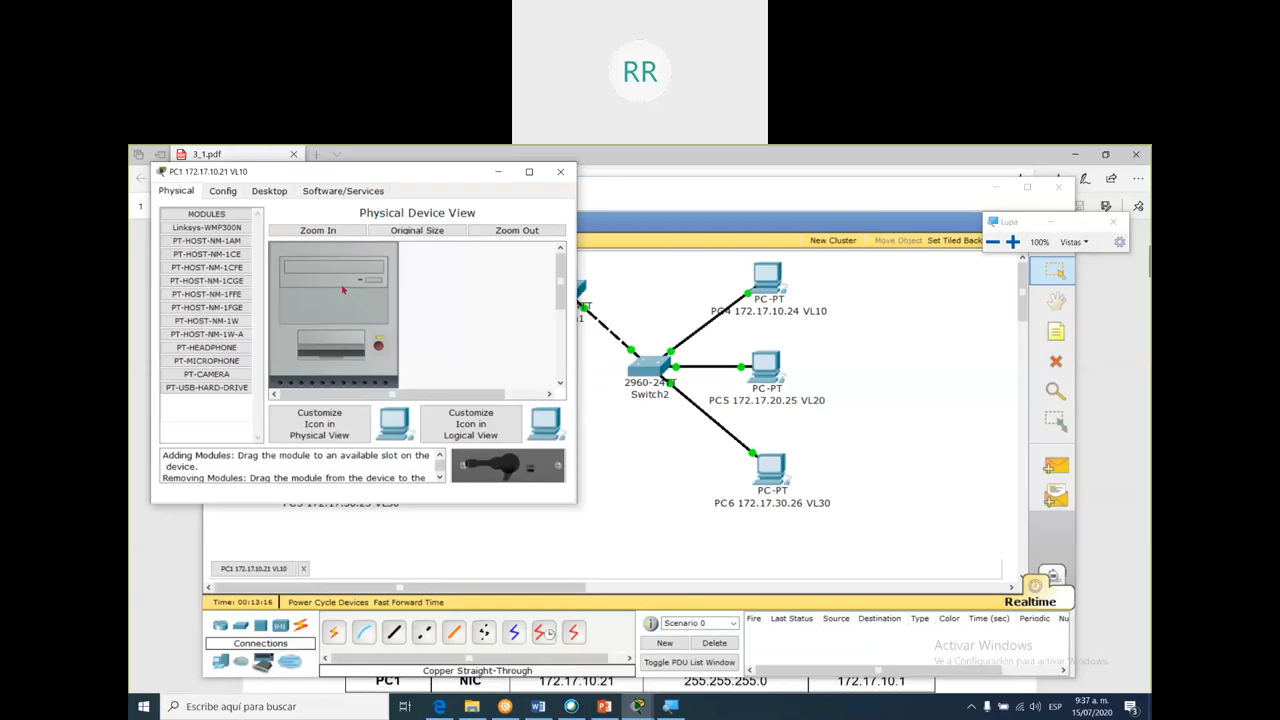 RR
3_1.pdf
PC1 172.17.10.21 VL10
Physical
Config
Desktop
Software/Services
MODULES
Linksys-WMP300N
PT-HOST-NM-1AM
PT-HOST-NM-1CE
PT-HOST-NM-1CFE
PT-HOST-NM-1CGE
PT-HOST-NM-1FFE
PT-HOST-NM-1FGE
PT-HOST-NM-1W
PT-HOST-NM-1W-A
PT-HEADPHONE
PT-MICROPHONE
PT-CAMERA
PT-USB-HARD-DRIVE
Physical Device View
Zoom In
Original Size
Zoom Out
Customize
Icon in
Physical View
Customize
Icon in
Logical View
Adding Modules: Drag the module to an available slot on the
device.
Removing Modules: Drag the module from the device to the
1
Lupa
100%
Vistas
New Cluster
Move Object
Set Tiled Back
PC-PT
PC4 172.17.10.24 VL10
2960-24TT
Switch2
PC-PT
PC5 172.17.20.25 VL20
PC-PT
PC6 172.17.30.26 VL30
PC1 172.17.10.21 VL10
Time: 00:13:16
Power Cycle Devices
Fast Forward Time
Realtime
Connections
Copper Straight-Through
Scenario 0
New
Delete
Toggle PDU List Window
Fire
Last Status
Source
Destination
Type
Color
Time (sec)
Periodic
Nu
Activar Windows
Ve a Configuración para activar Windows.
PC1
NIC
172.17.10.21
255.255.255.0
172.17.10.1
Escribe aquí para buscar
ESP
9:37 a. m.
15/07/2020
3